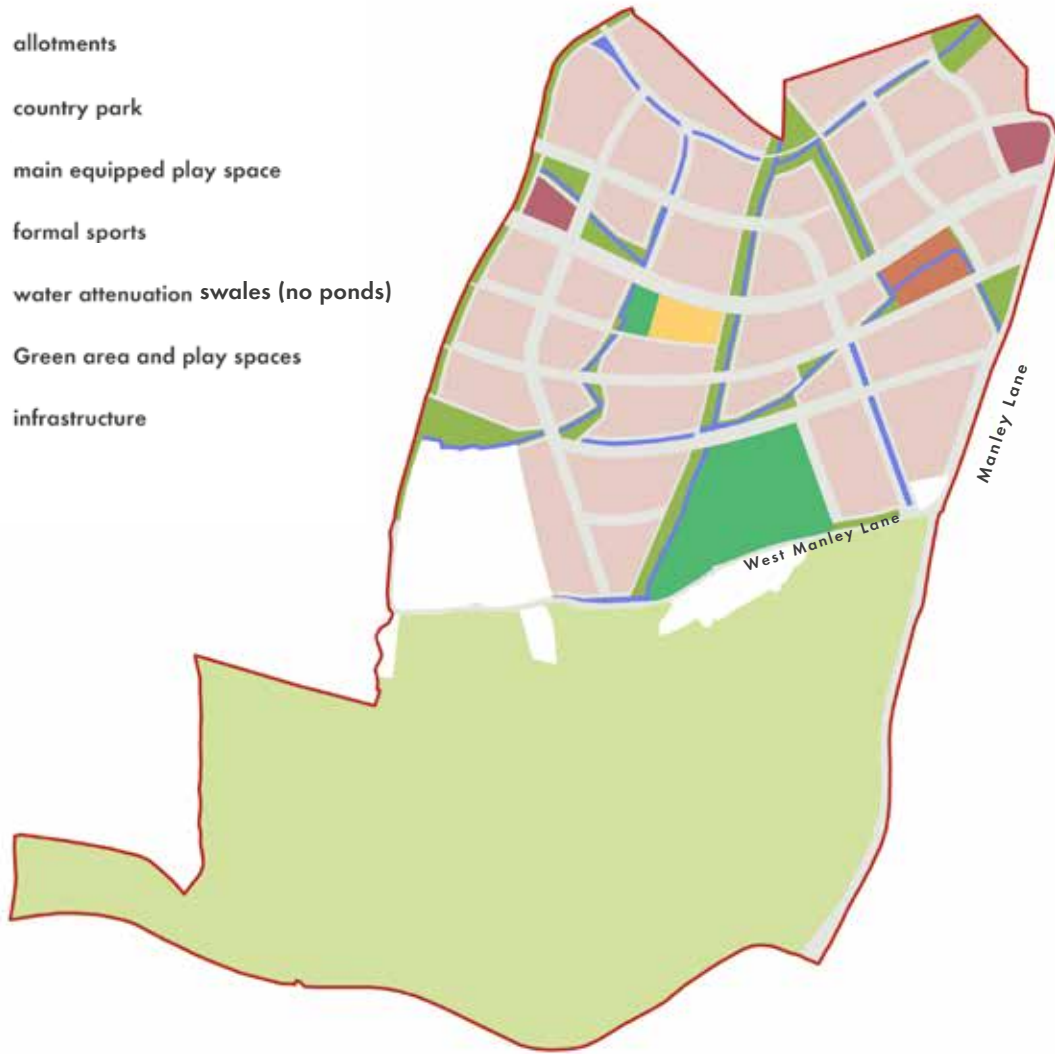 allotments
country park
main equipped play space
formal sports
water attenuation swales (no ponds)
Green area and play spaces
infrastructure
Manley Lane
West Manley Lane